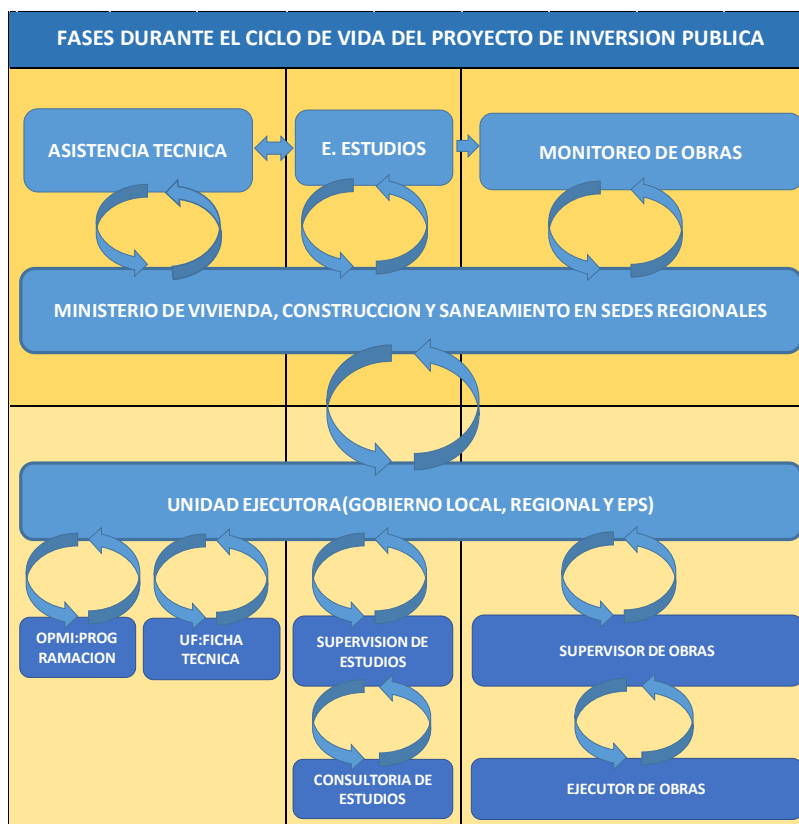 FASES DURANTE EL CICLO DE VIDA DEL PROYECTO DE INVERSION PUBLICA
ASISTENCIA TECNICA
E. ESTUDIOS
MONITOREO DE OBRAS
MINISTERIO DE VIVIENDA, CONSTRUCCION Y SANEAMIENTO EN SEDES REGIONALES
UNIDAD EJECUTORA(GOBIERNO LOCAL, REGIONAL Y EPS)
OPMI:PROG
RAMACION
UF:FICHA
TECNICA
SUPERVISION DE
ESTUDIOS
SUPERVISOR DE OBRAS
CONSULTORIA DE
ESTUDIOS
EJECUTOR DE OBRAS